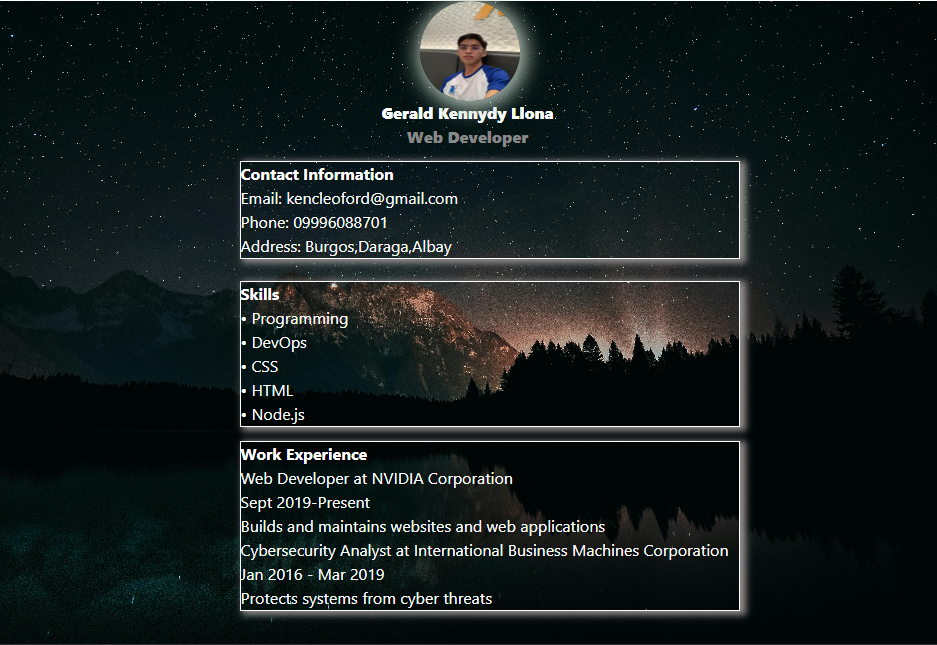 Gerald Kennydy Llona
Web Developer
Contact Information
Email: kencleoford@gmail.com
Phone: 09996088701
Address: Burgos,Daraga,Albay
Skills
• Programming
• DevOps
• CSS
• HTML
• Node.js
Work Experience
Web Developer at NVIDIA Corporation
Sept 2019-Present
Builds and maintains websites and web applications
Cybersecurity Analyst at International Business Machines Corporation
Jan 2016 - Mar 2019
Protects systems from cyber threats